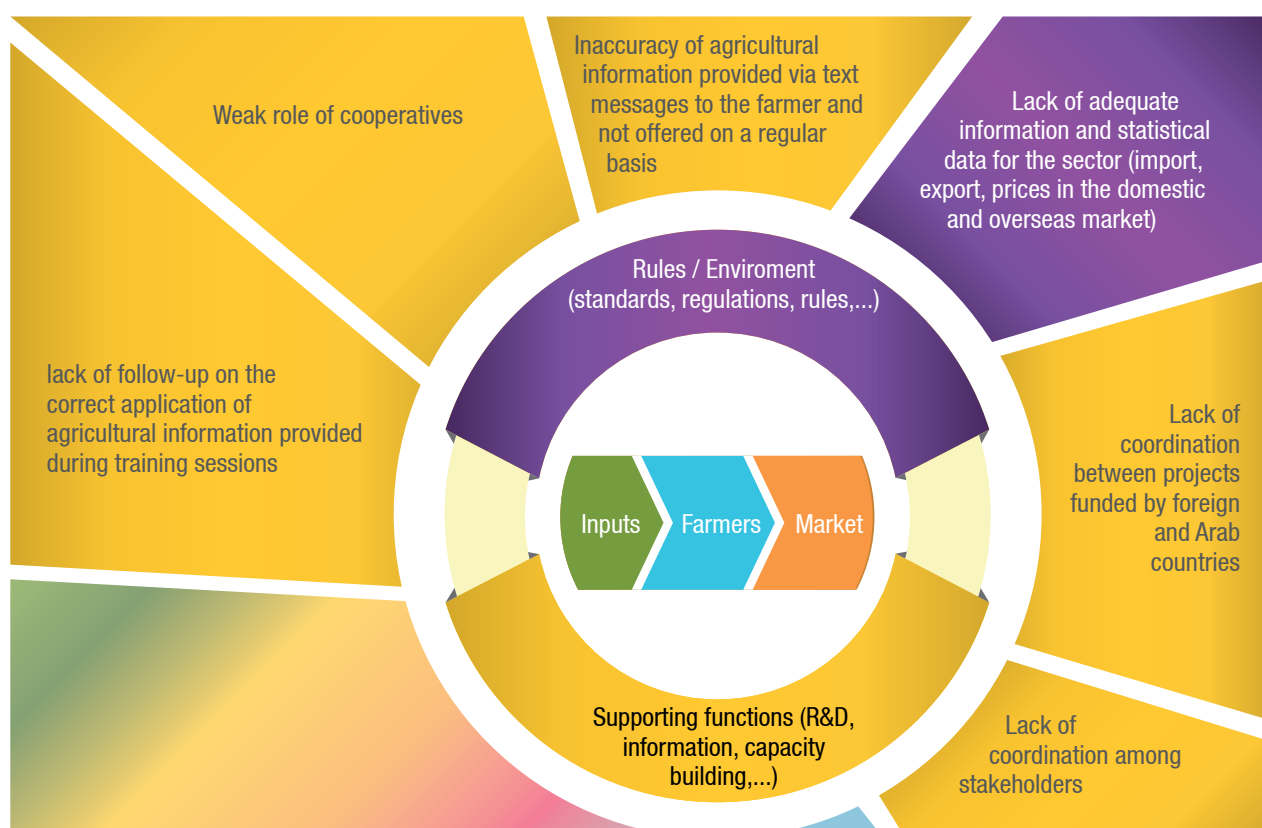 Weak role of cooperatives
Inaccuracy of agricultural
information provided via text
messages to the farmer and
not offered on a regular
basis
Lack of adequate
information and statistical
data for the sector (import,
export, prices in the domestic
and overseas market)
lack of follow-up on the
correct application of
agricultural information provided
during training sessions
Rules / Enviroment
(standards, regulations, rules,...)
Inputs
Farmers
Market
Lack of
coordination
between projects
funded by foreign
and Arab
countries
Supporting functions (R&D,
information, capacity
building,...)
Lack of
coordination among
stakeholders